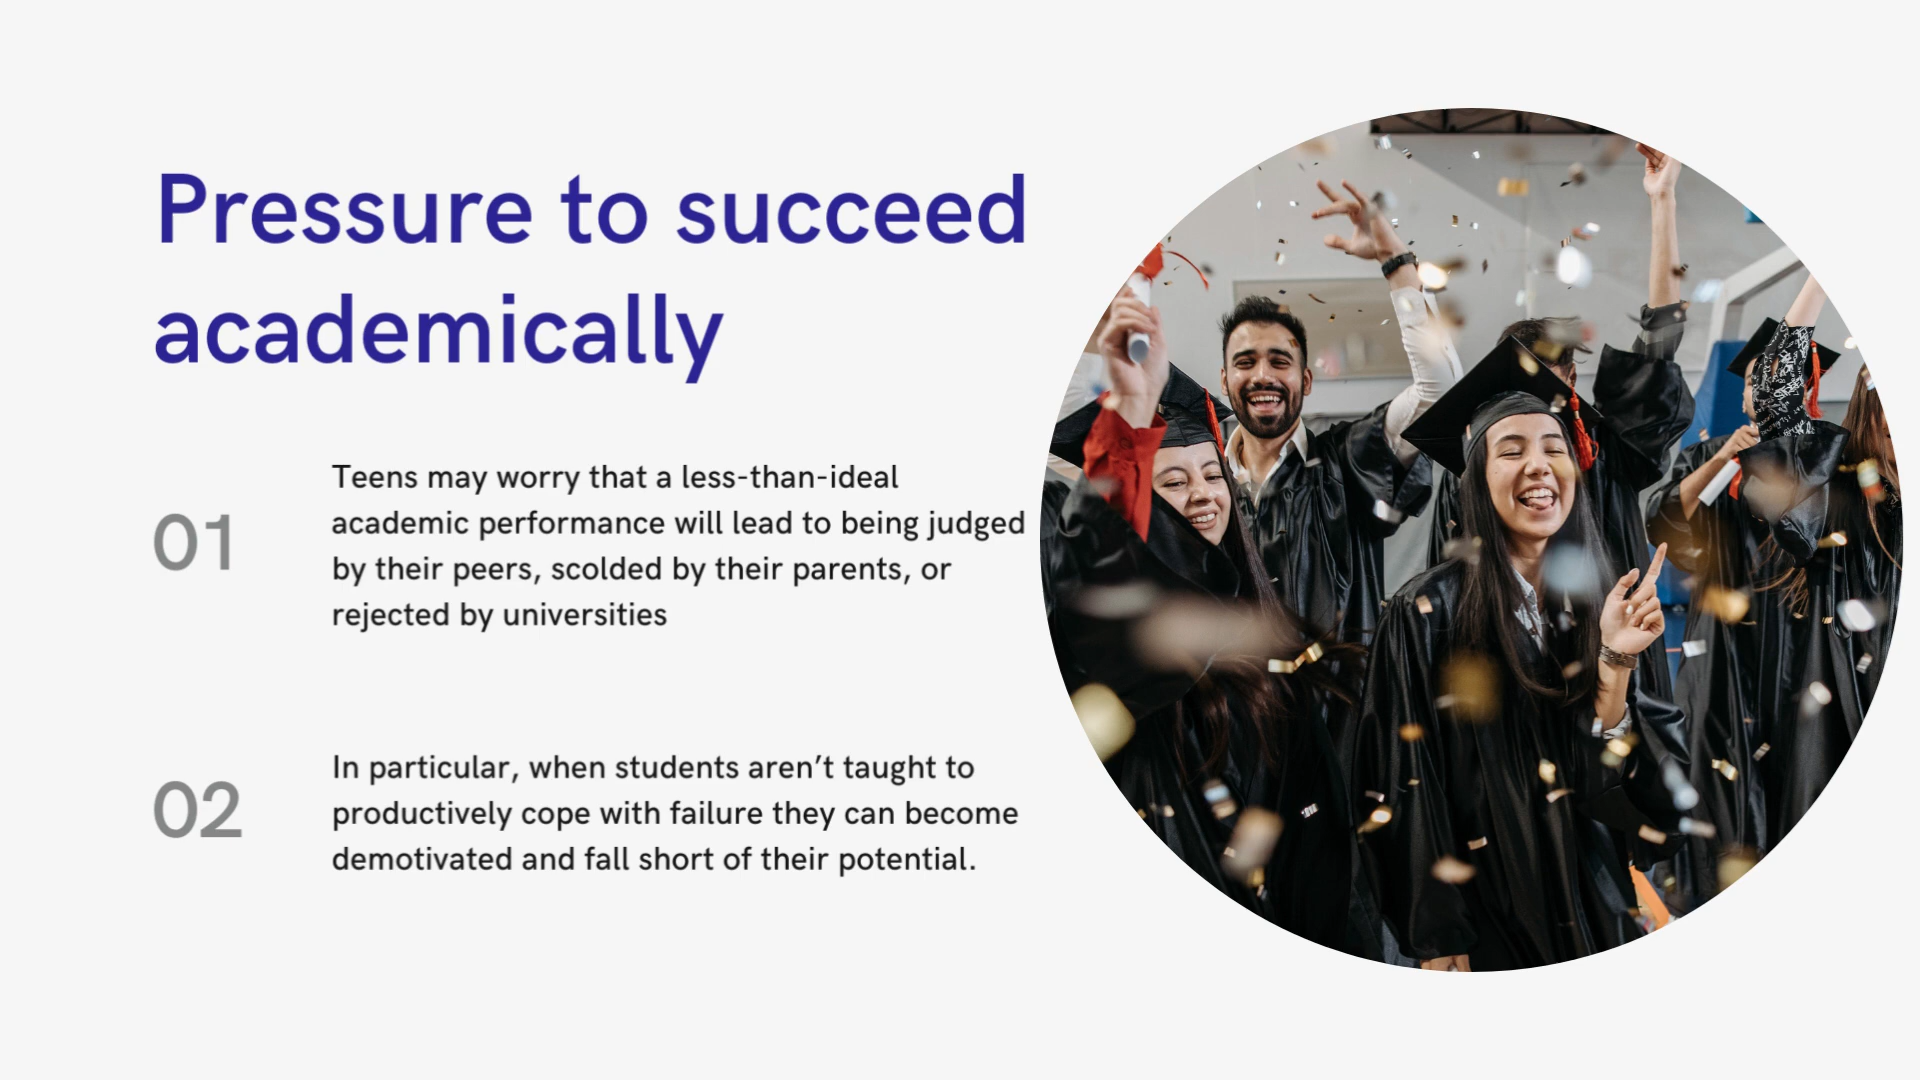 Pressure to succeed
academically
01
Teens may worry that a less-than-ideal
academic performance will lead to being judged
by their peers, scolded by their parents, or
rejected by universities
02
In particular, when students aren’t taught to
productively cope with failure they can become
demotivated and fall short of their potential.